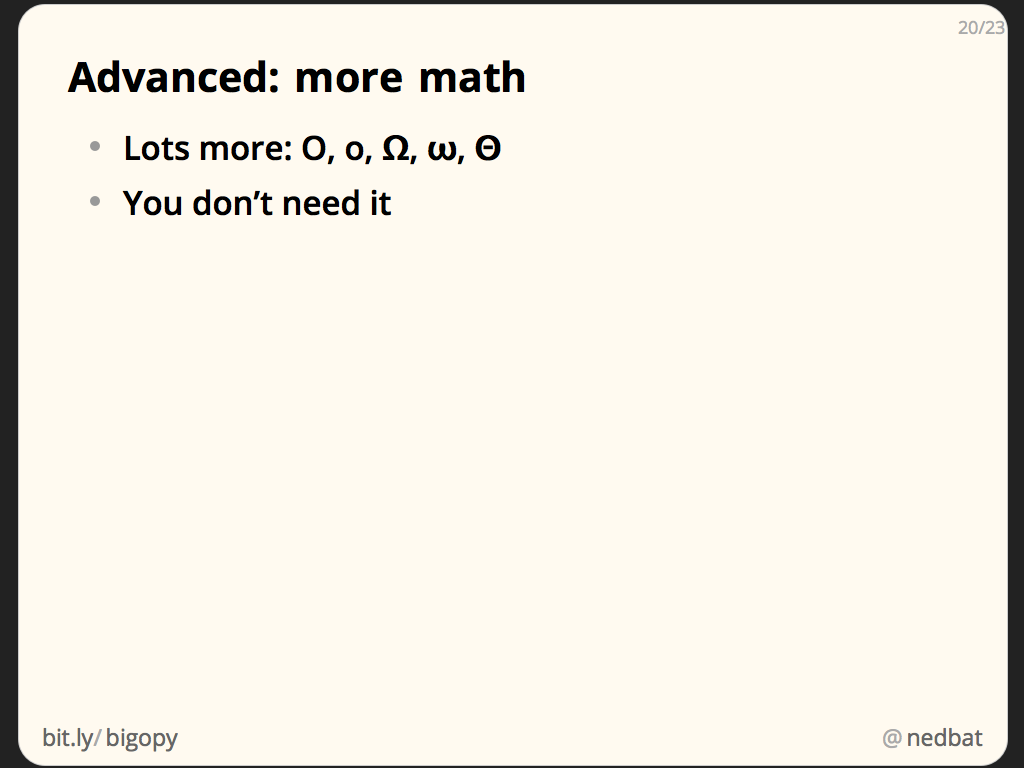 20/23
Advanced: more math
• Lots more: O, o, Ω, ω, Θ
• You don’t need it
bit.ly/bigopy
@nedbat